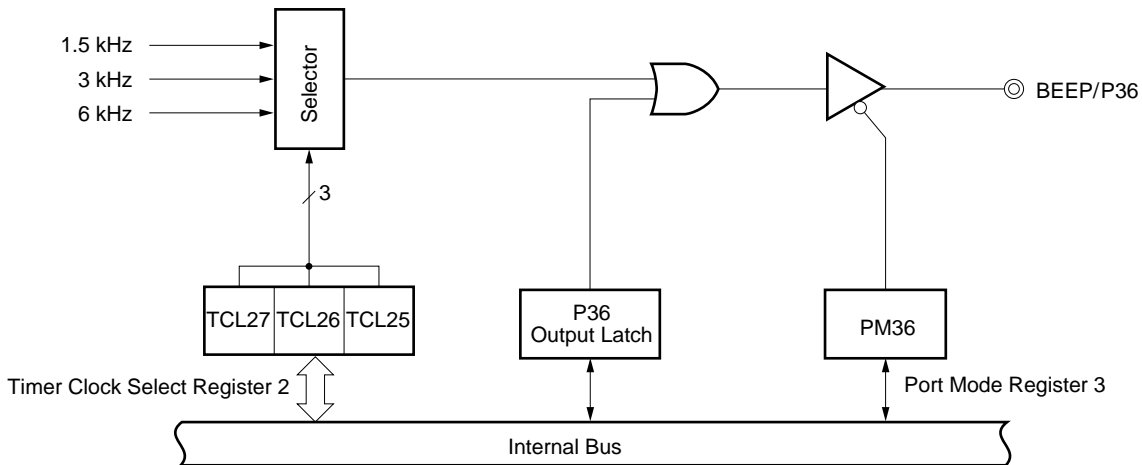 1.5 kHz
3 kHz
6 kHz
Selector
BEEP/P36
3
TCL27 TCL26 TCL25
P36
Output Latch
PM36
Timer Clock Select Register 2
Port Mode Register 3
Internal Bus